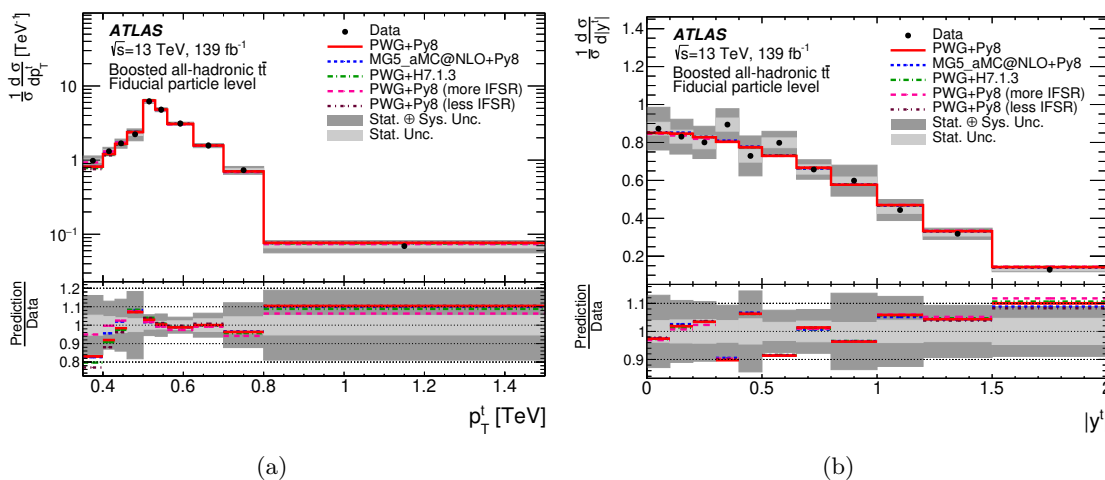 ATLAS
√s=13 TeV, 139 fb⁻¹
Boosted all-hadronic tt̄
Fiducial particle level
Data
PWG+Py8
MG5_aMC@NLO+Py8
PWG+H7.1.3
PWG+Py8 (more IFSR)
PWG+Py8 (less IFSR)
Stat. ⊕ Sys. Unc.
Stat. Unc.
1/σ d σ/dp_T^t [TeV⁻¹]
10
1
10⁻¹
Prediction/Data
1.2
1.1
1.0
0.9
0.8
0.4 0.6 0.8 1 1.2 1.4
p_T^t [TeV]
(a)
ATLAS
√s=13 TeV, 139 fb⁻¹
Boosted all-hadronic tt̄
Fiducial particle level
Data
PWG+Py8
MG5_aMC@NLO+Py8
PWG+H7.1.3
PWG+Py8 (more IFSR)
PWG+Py8 (less IFSR)
Stat. ⊕ Sys. Unc.
Stat. Unc.
1/σ d σ/d|y^t|
1.4
1.2
1.0
0.8
0.6
0.4
0.2
Prediction/Data
1.1
1
0.9
0 0.5 1 1.5 2
|y^t
(b)